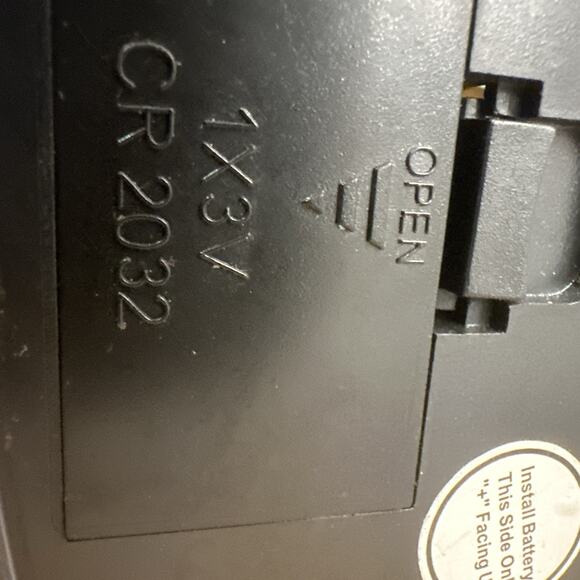 OPEN
1X3V
CR 2032
Install Battery
This Side On
"+" Facing